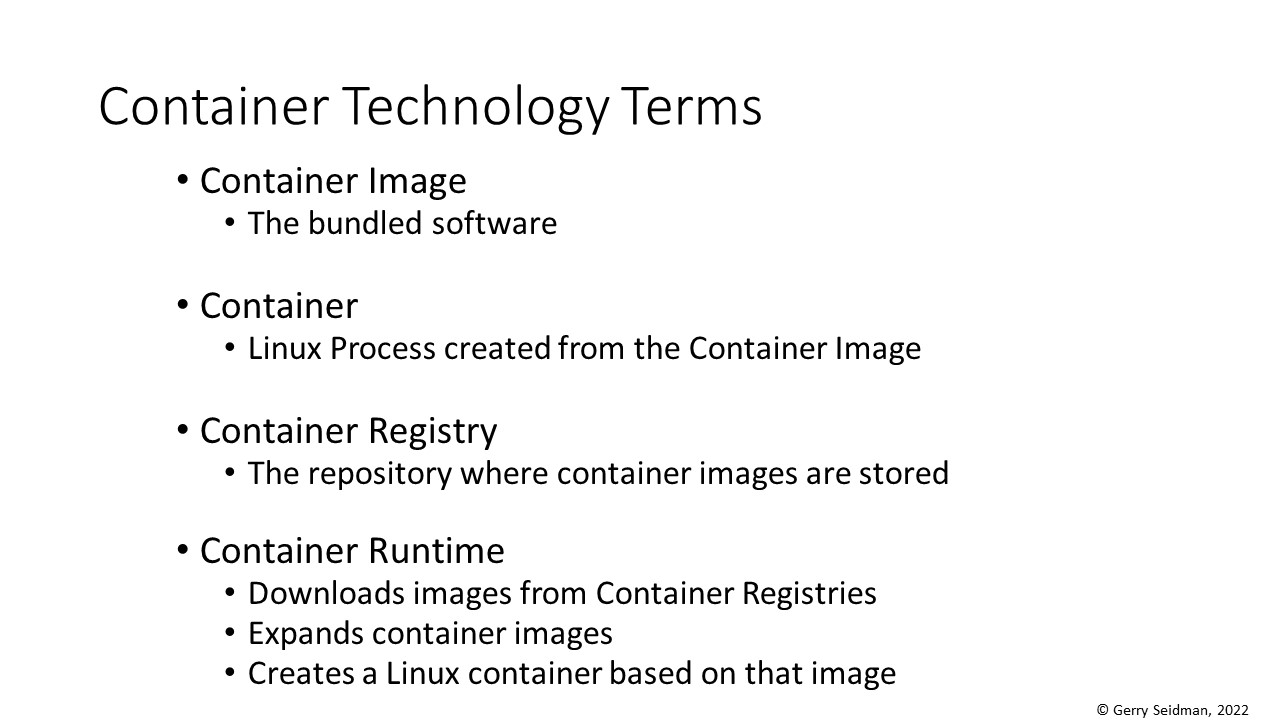 Container Technology Terms
• Container Image
• The bundled software
• Container
• Linux Process created from the Container Image
• Container Registry
• The repository where container images are stored
• Container Runtime
• Downloads images from Container Registries
• Expands container images
• Creates a Linux container based on that image
© Gerry Seidman, 2022